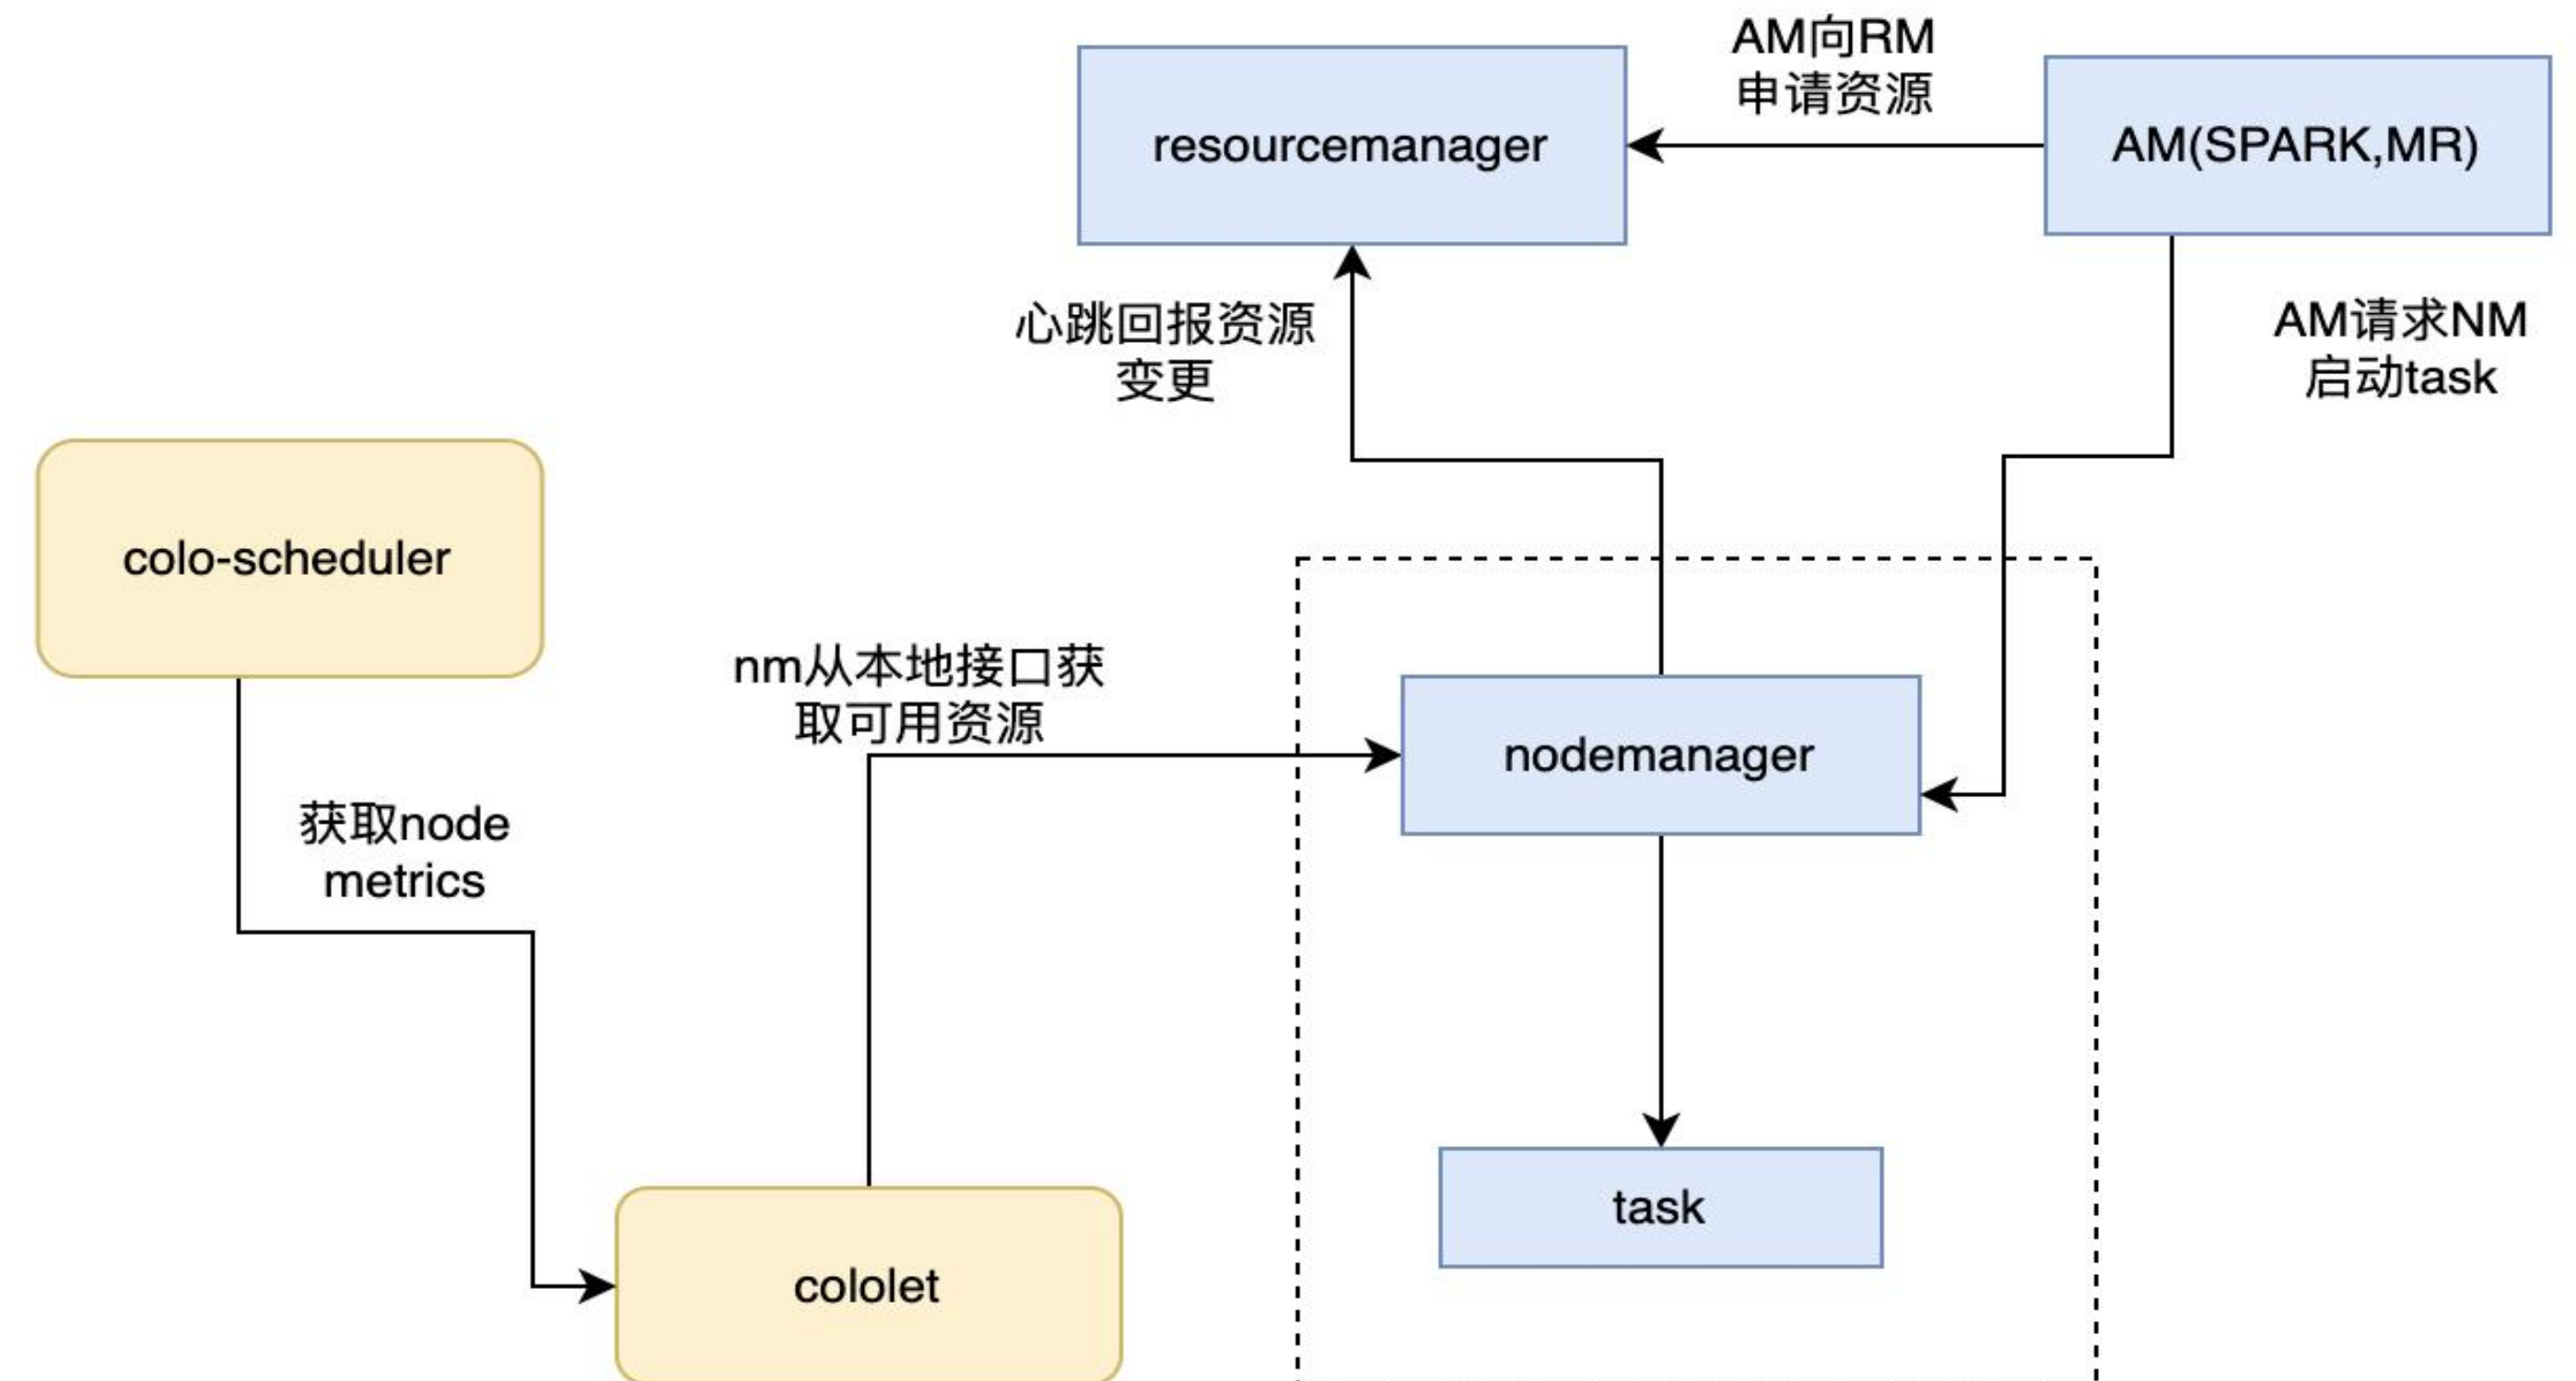 AM向RM
申请资源
resourcemanager
AM(SPARK,MR)
心跳回报资源
变更
AM请求NM
启动task
colo-scheduler
nm从本地接口获
取可用资源
nodemanager
获取node
metrics
task
cololet